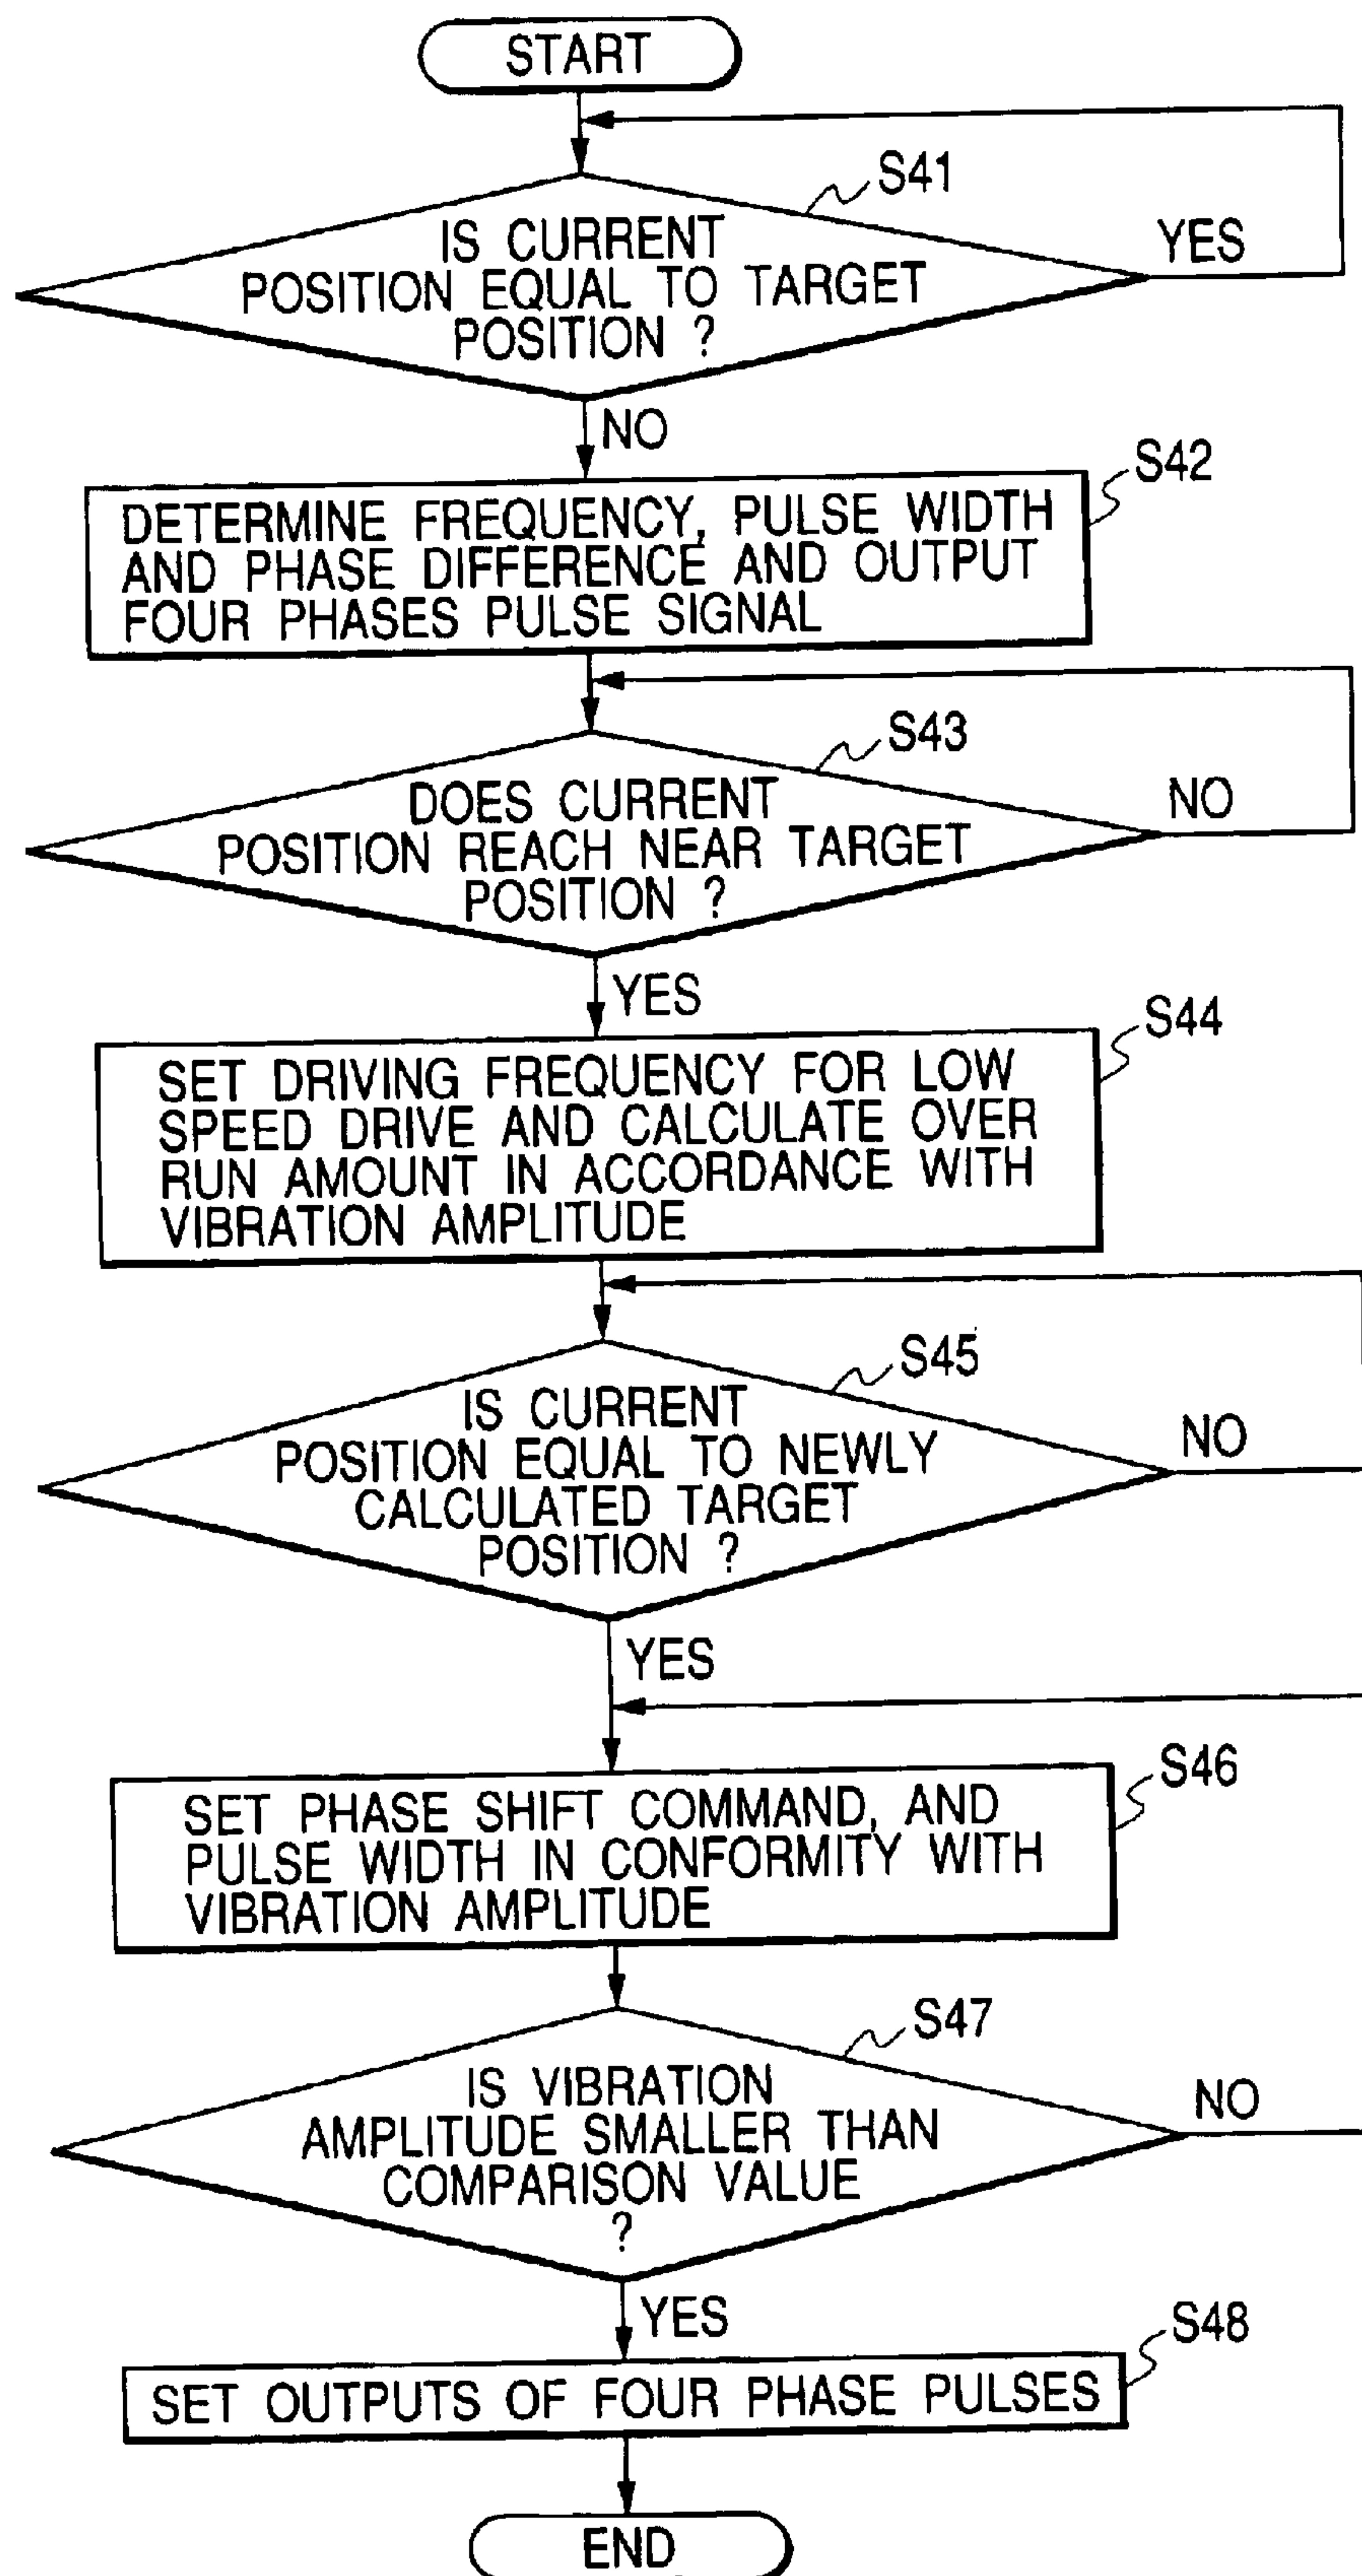 START
S41
IS CURRENT
POSITION EQUAL TO TARGET
POSITION ?
YES
NO
S42
DETERMINE FREQUENCY, PULSE WIDTH
AND PHASE DIFFERENCE AND OUTPUT
FOUR PHASES PULSE SIGNAL
S43
DOES CURRENT
POSITION REACH NEAR TARGET
POSITION ?
NO
YES
S44
SET DRIVING FREQUENCY FOR LOW
SPEED DRIVE AND CALCULATE OVER
RUN AMOUNT IN ACCORDANCE WITH
VIBRATION AMPLITUDE
S45
IS CURRENT
POSITION EQUAL TO NEWLY
CALCULATED TARGET
POSITION ?
NO
YES
S46
SET PHASE SHIFT COMMAND, AND
PULSE WIDTH IN CONFORMITY WITH
VIBRATION AMPLITUDE
S47
IS VIBRATION
AMPLITUDE SMALLER THAN
COMPARISON VALUE
?
NO
YES
S48
SET OUTPUTS OF FOUR PHASE PULSES
END